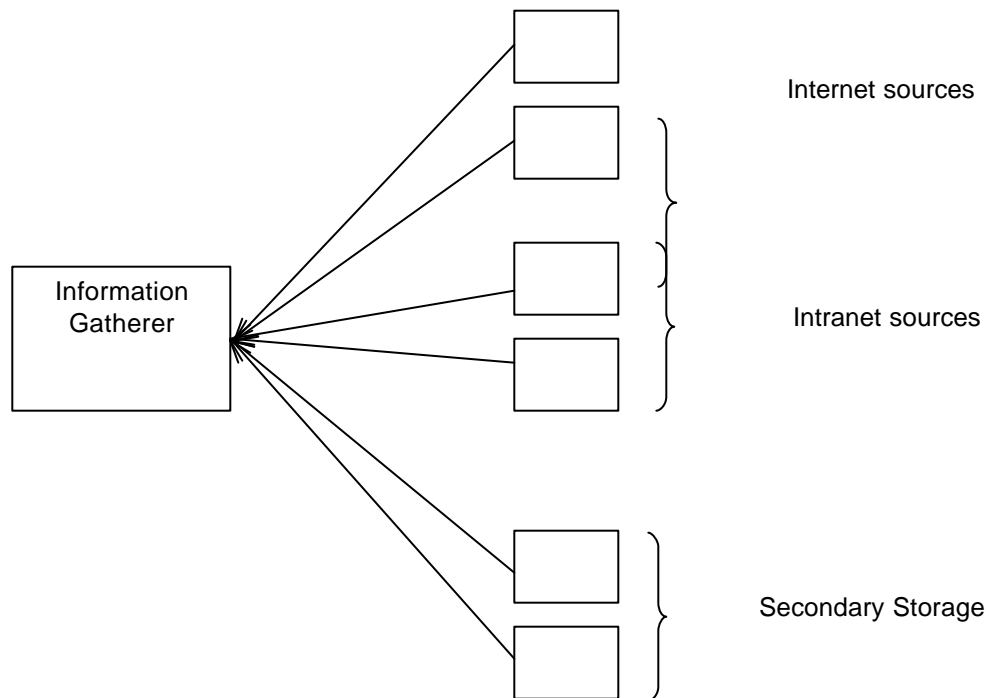 Internet sources
Information
Gatherer
Intranet sources
Secondary Storage